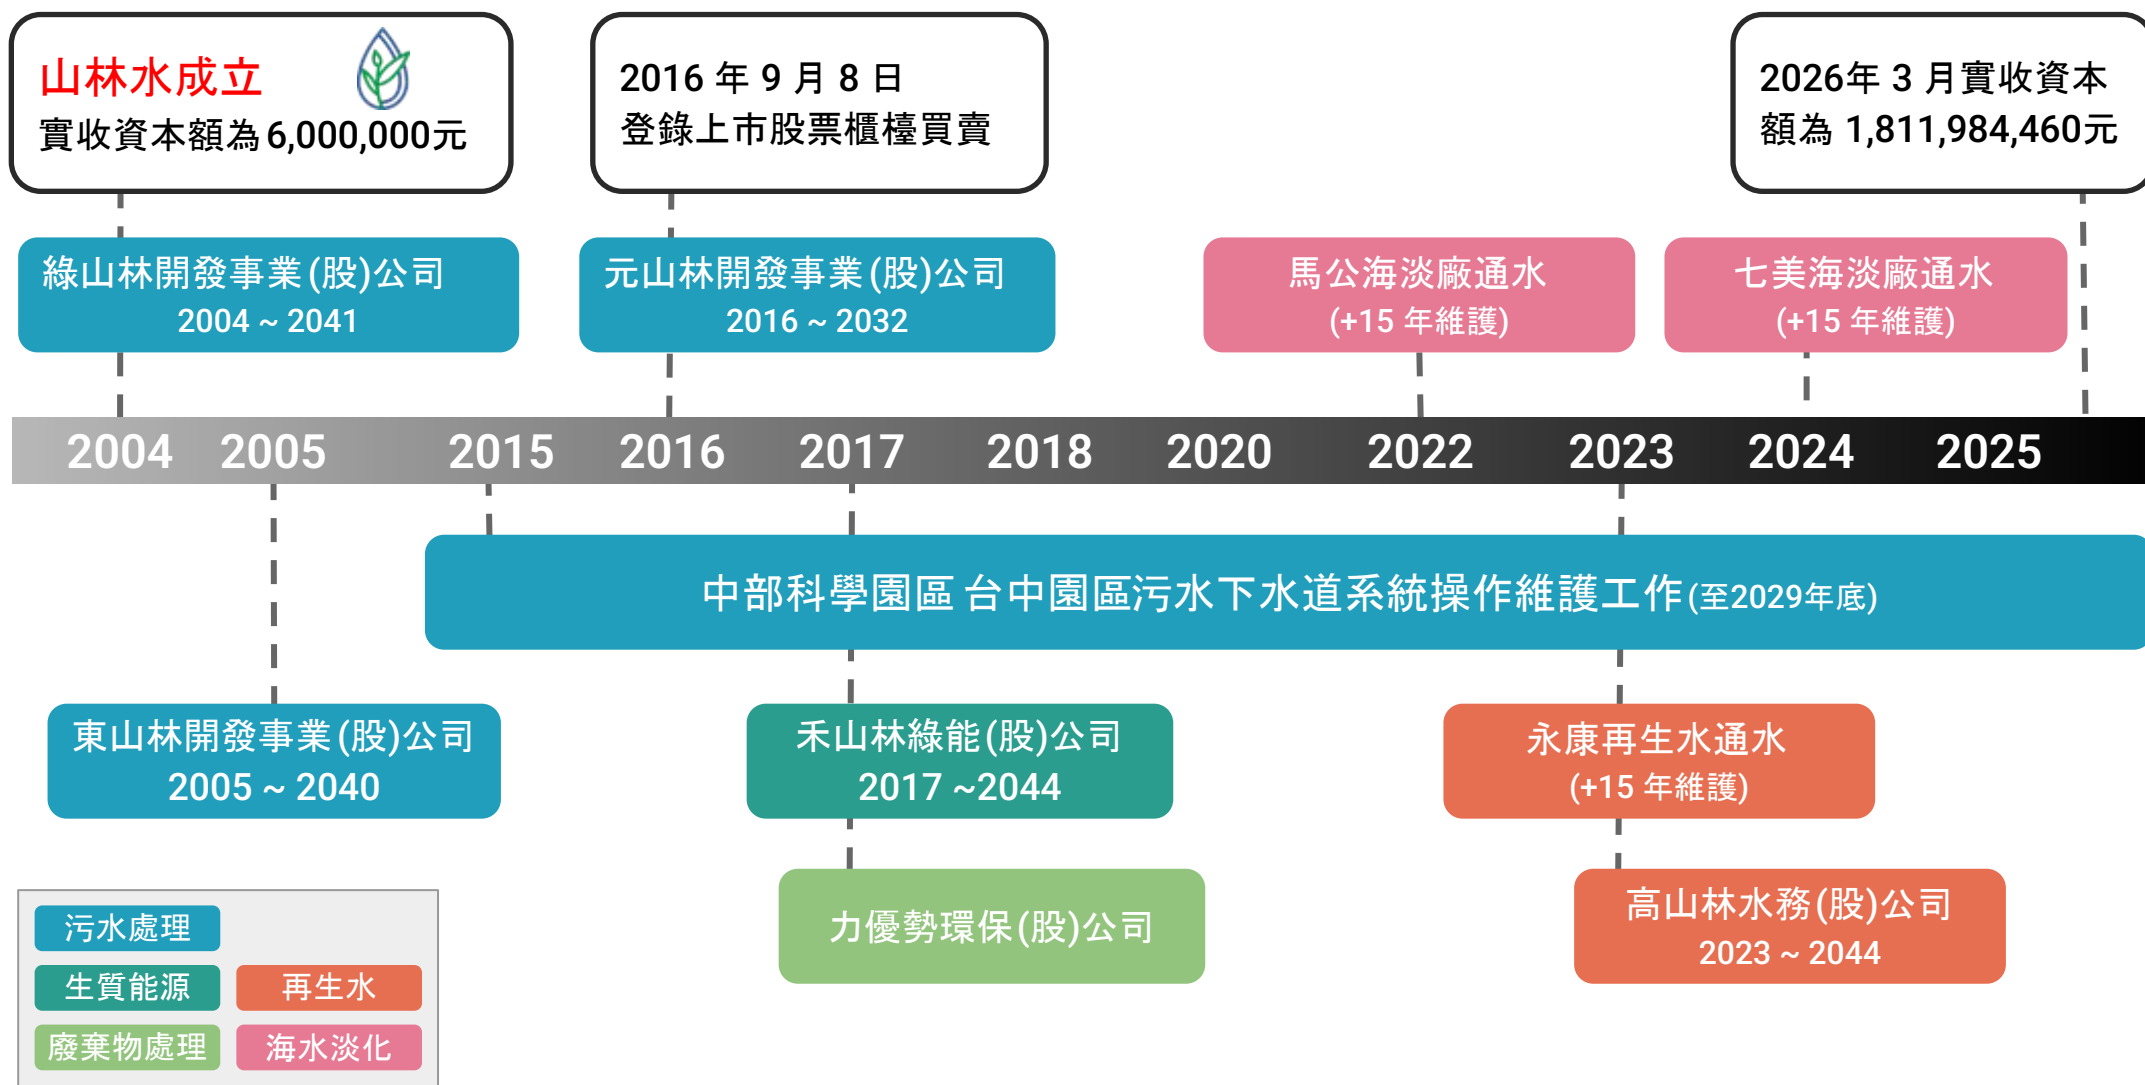 山林水成立
實收資本額為6,000,000元
2016 年 9 月 8 日
登錄上市股票櫃檯買賣
2026年 3 月實收資本
額為 1,811,984,460元
綠山林開發事業(股)公司
2004 ~ 2041
元山林開發事業(股)公司
2016 ~ 2032
馬公海淡廠通水
(+15 年維護)
七美海淡廠通水
(+15 年維護)
2004 2005 2015 2016 2017 2018 2020 2022 2023 2024 2025
中部科學園區 台中園區污水下水道系統操作維護工作(至2029年底)
東山林開發事業(股)公司
2005 ~ 2040
禾山林綠能(股)公司
2017 ~2044
永康再生水通水
(+15 年維護)
力優勢環保(股)公司
高山林水務(股)公司
2023 ~ 2044
污水處理
生質能源 再生水
廢棄物處理 海水淡化